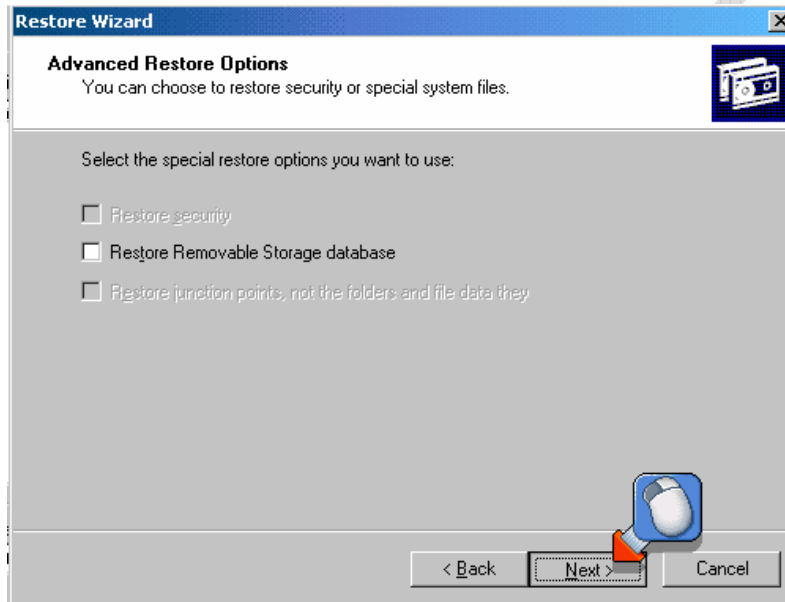 Restore Wizard
Advanced Restore Options
You can choose to restore security or special system files.
Select the special restore options you want to use:
Restore security
Restore Removable Storage database
Restore junction points, not the folders and file data they
< Back
Next >
Cancel